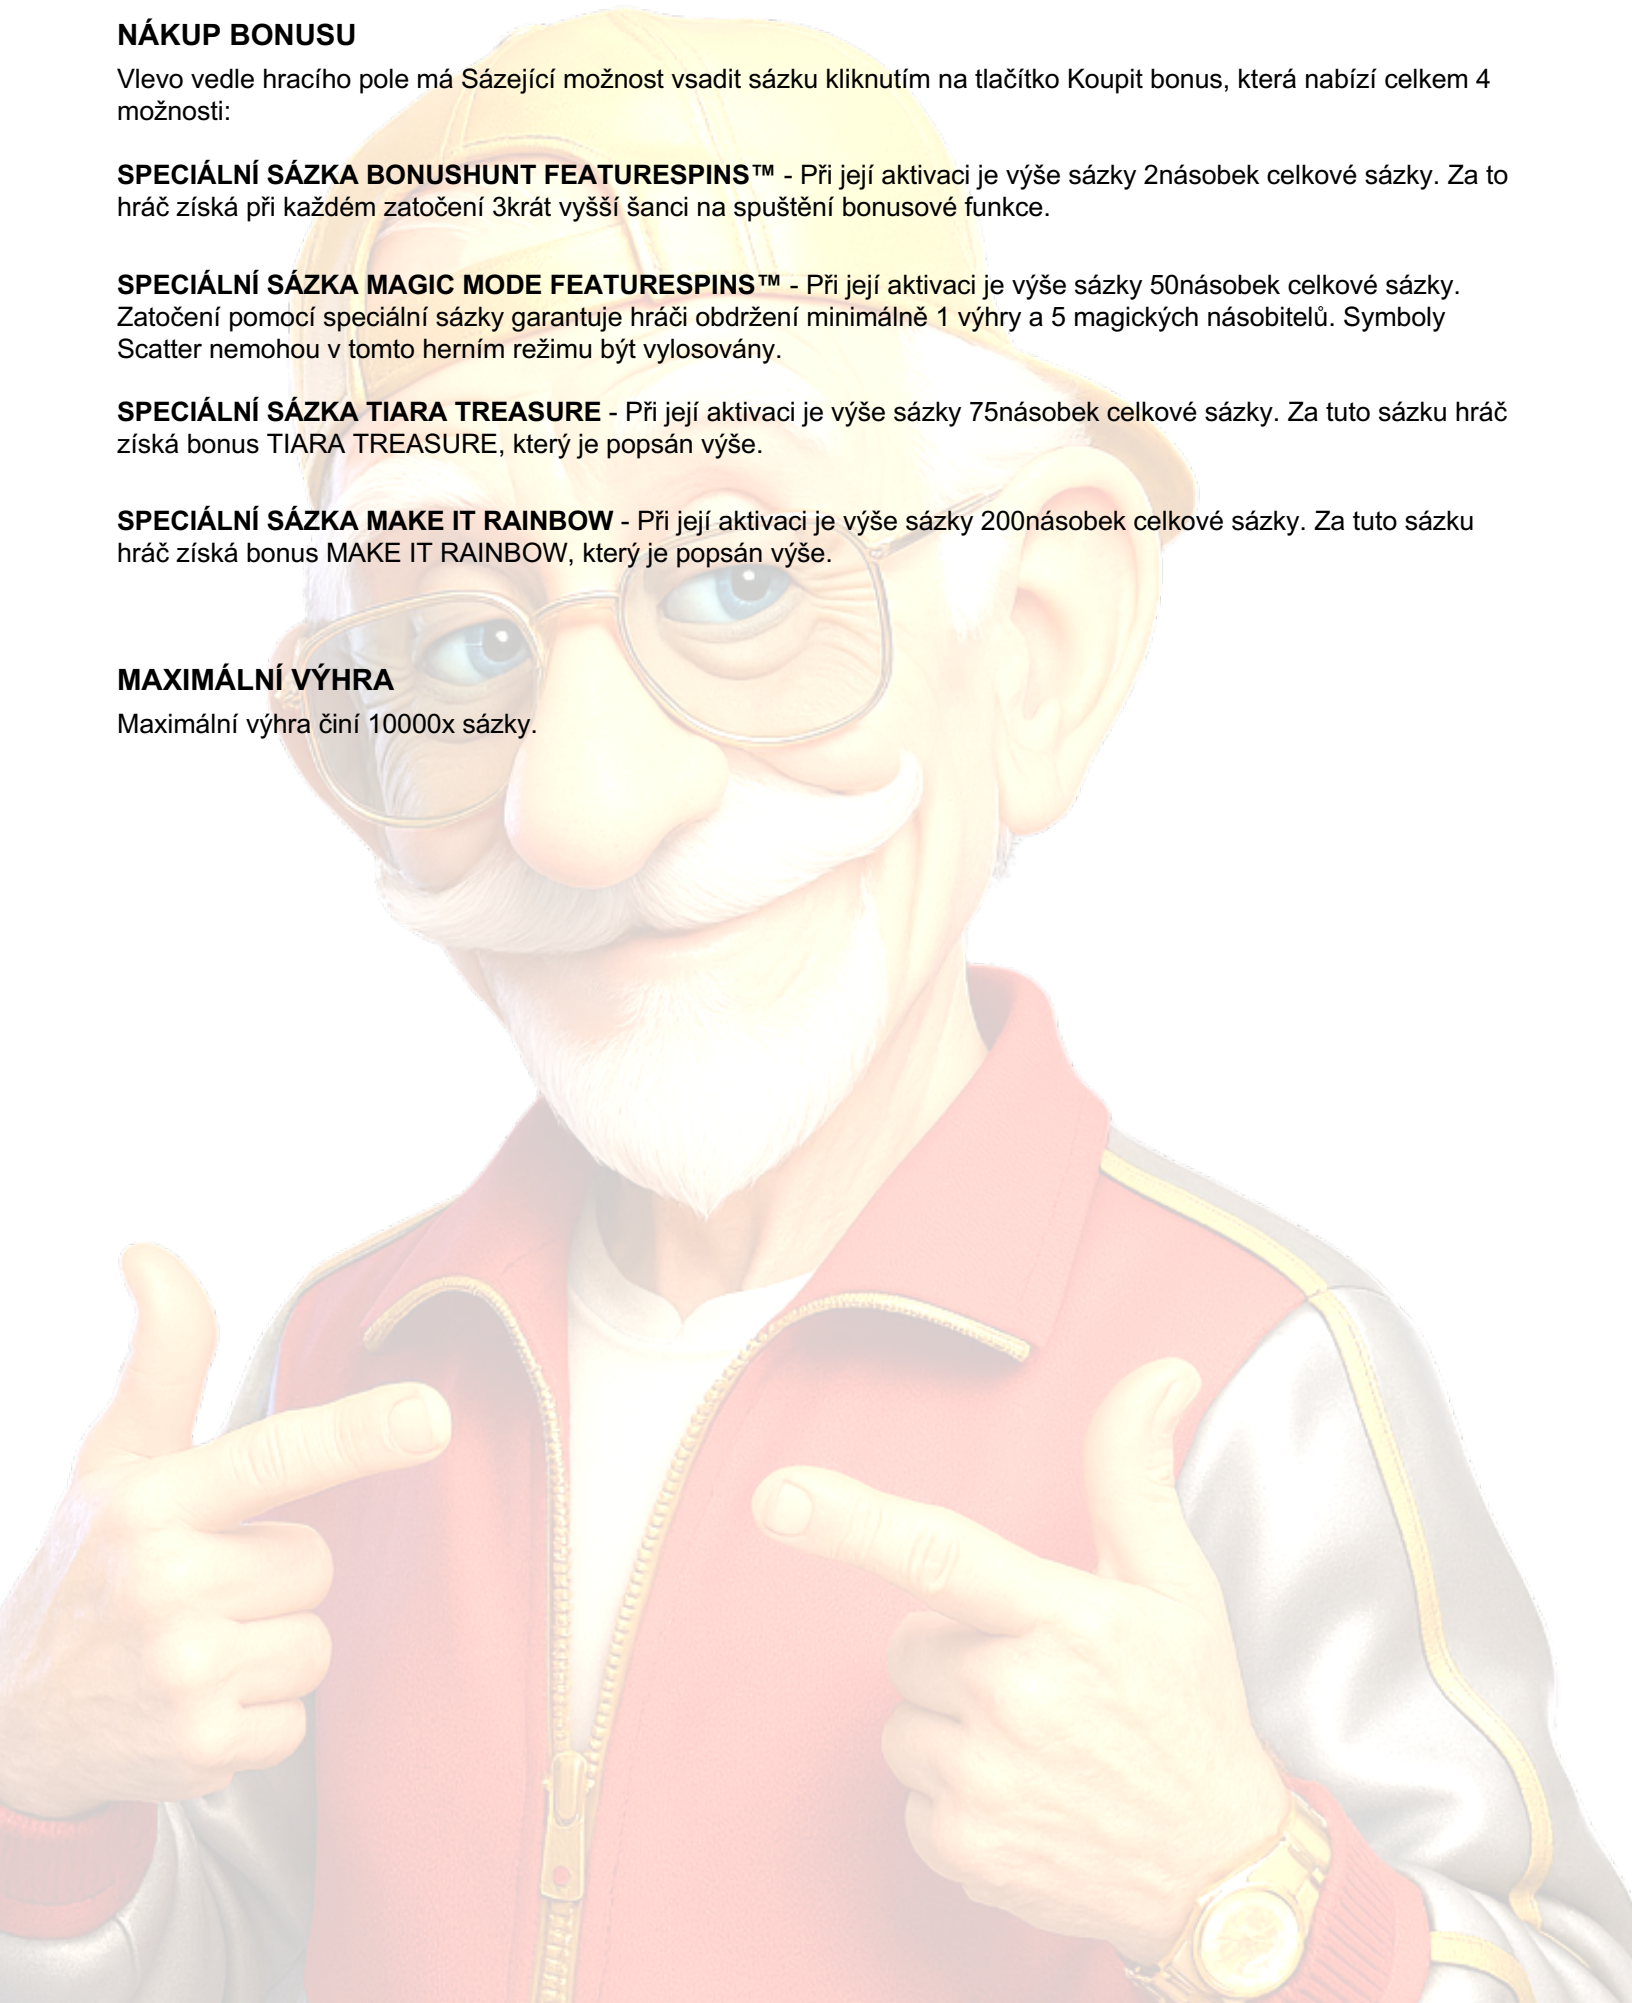 NÁKUP BONUSU
Vlevo vedle hracího pole má Sázející možnost vsadit sázku kliknutím na tlačítko Koupit bonus, která nabízí celkem 4
možnosti:
SPECIÁLNÍ SÁZKA BONUSHUNT FEATURESPINS™ - Při její aktivaci je výše sázky 2násobek celkové sázky. Za to
hráč získá při každém zatočení 3krát vyšší šanci na spuštění bonusové funkce.
SPECIÁLNÍ SÁZKA MAGIC MODE FEATURESPINS™ - Při její aktivaci je výše sázky 50násobek celkové sázky.
Zatočení pomocí speciální sázky garantuje hráči obdržení minimálně 1 výhry a 5 magických násobitelů. Symboly
Scatter nemohou v tomto herním režimu být vylosovány.
SPECIÁLNÍ SÁZKA TIARA TREASURE - Při její aktivaci je výše sázky 75násobek celkové sázky. Za tuto sázku hráč
získá bonus TIARA TREASURE, který je popsán výše.
SPECIÁLNÍ SÁZKA MAKE IT RAINBOW - Při její aktivaci je výše sázky 200násobek celkové sázky. Za tuto sázku
hráč získá bonus MAKE IT RAINBOW, který je popsán výše.
MAXIMÁLNÍ VÝHRA
Maximální výhra činí 10000x sázky.